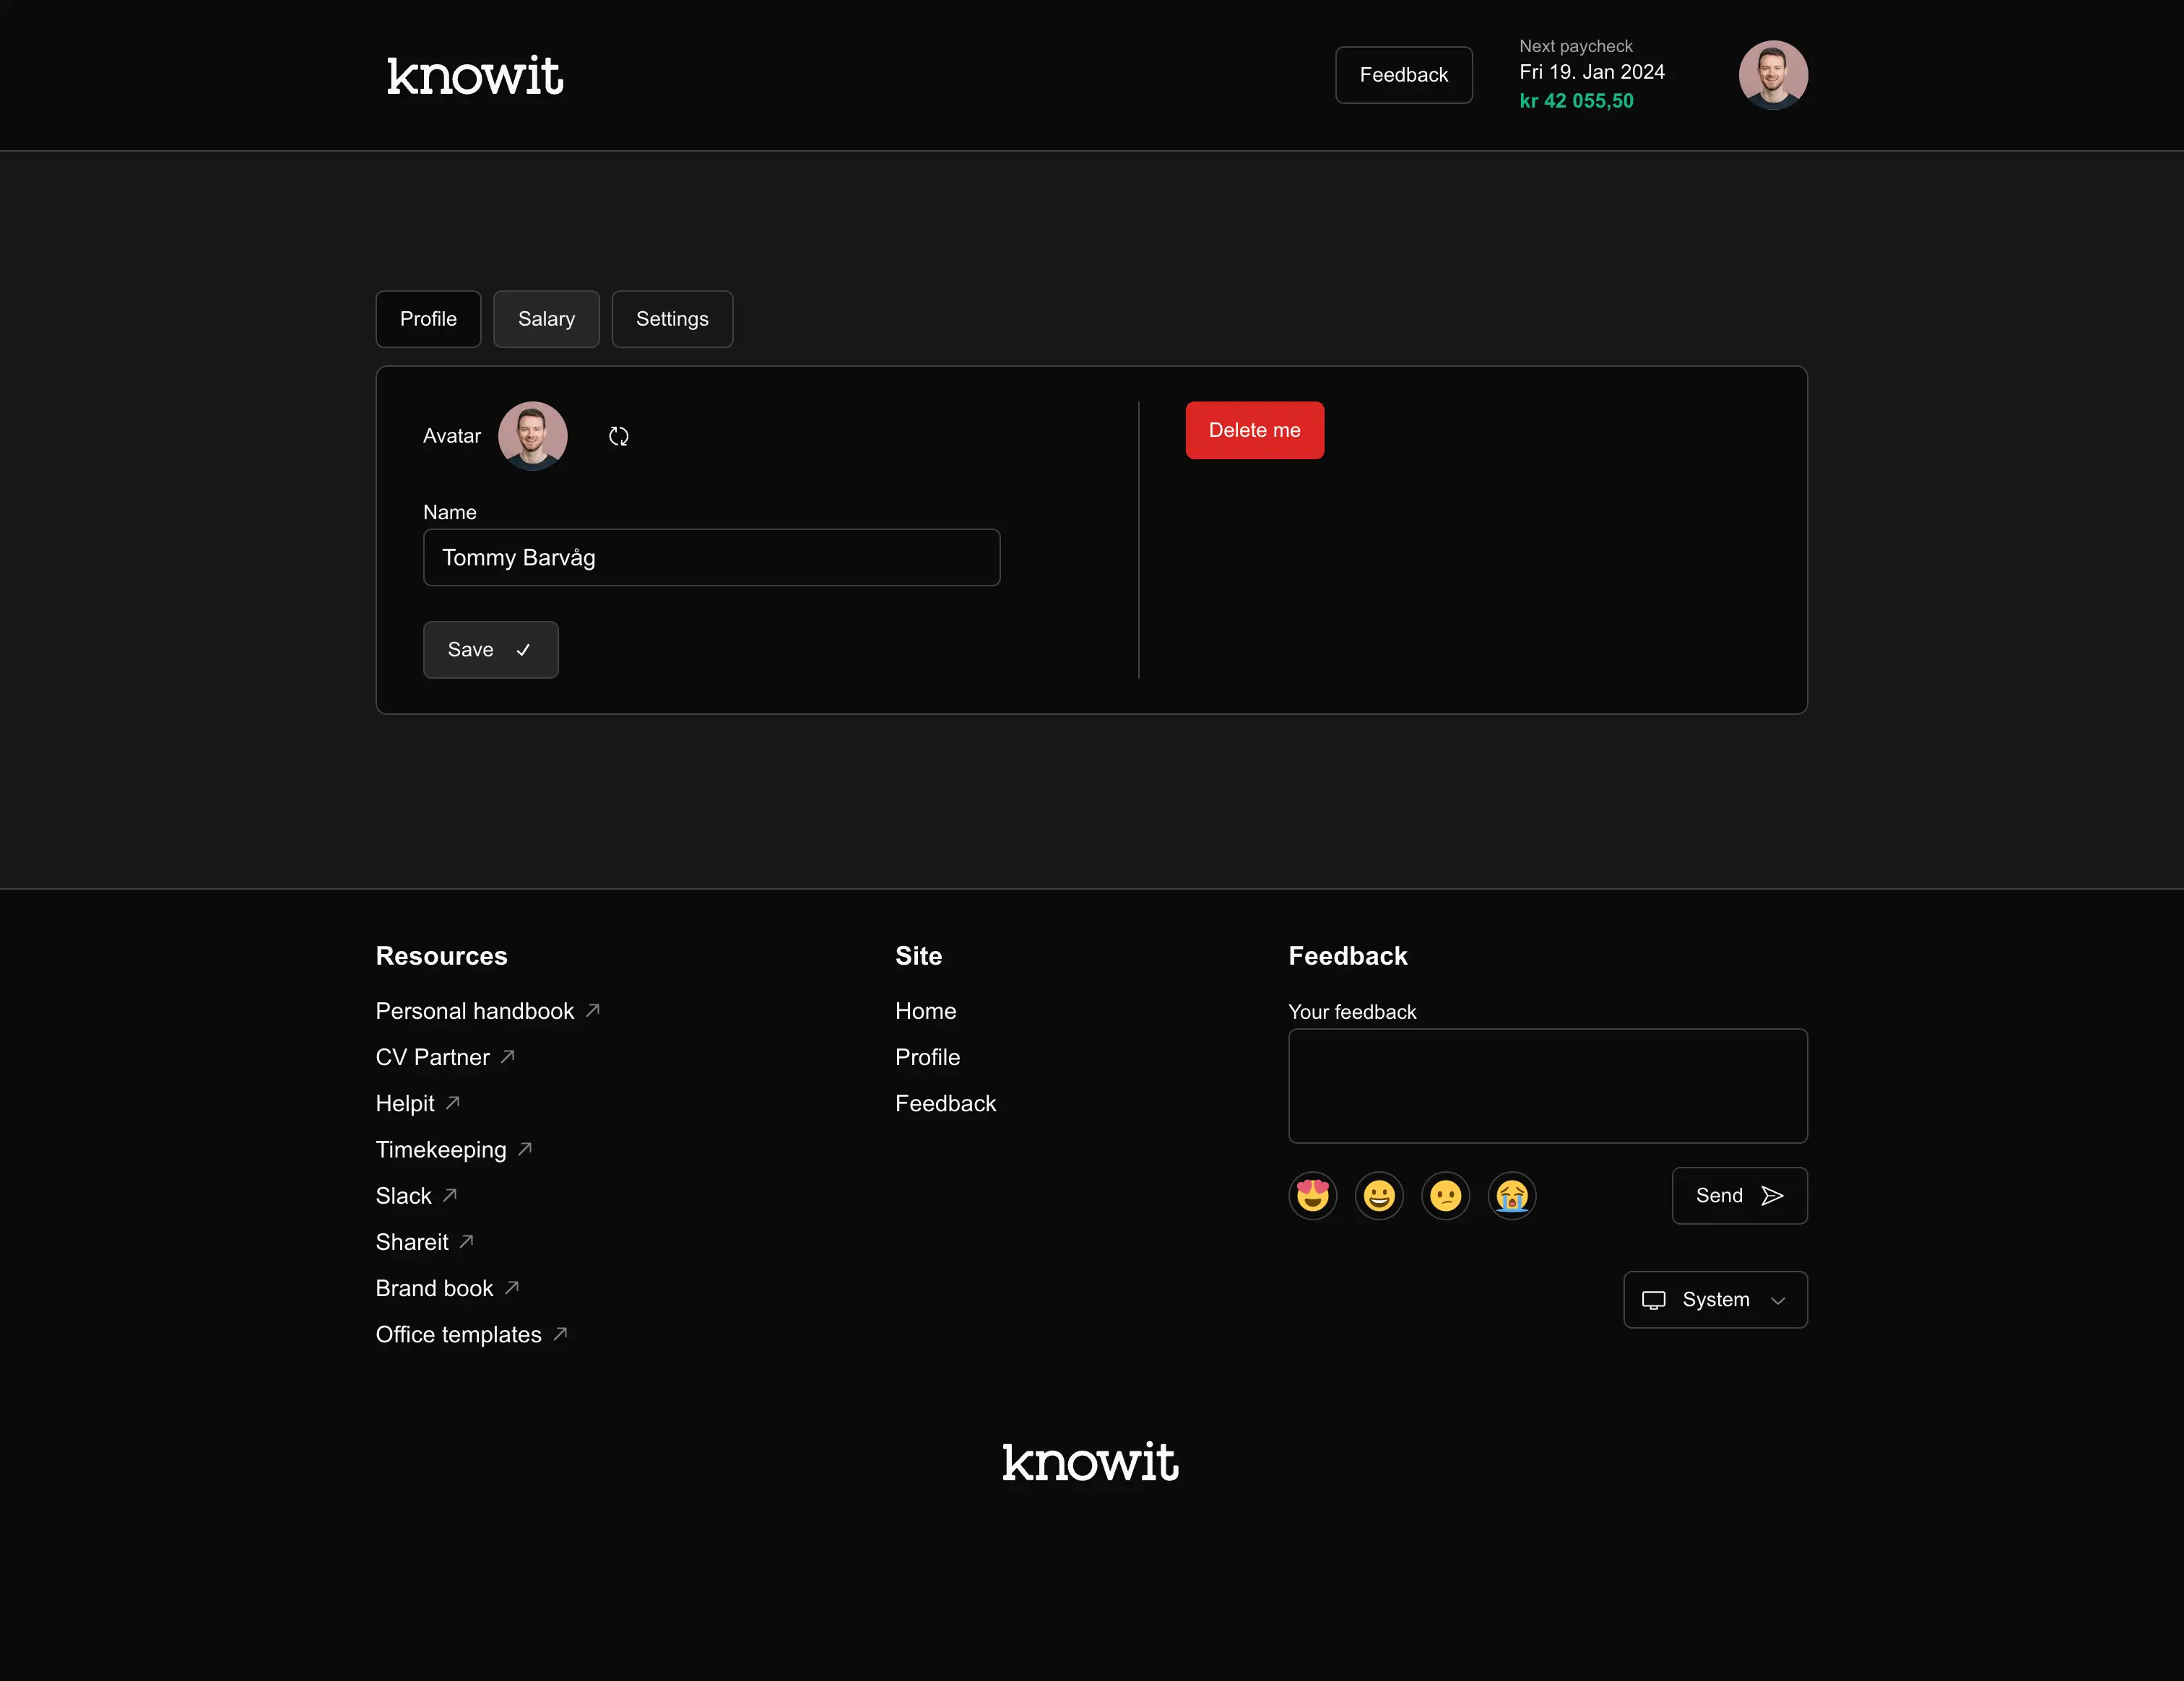 knowit
Feedback
Next paycheck
Fri 19. Jan 2024
kr 42 055,50
Profile
Salary
Settings
Avatar
Delete me
Name
Tommy Barvåg
Save
Resources
Personal handbook
CV Partner
Helpit
Timekeeping
Slack
Shareit
Brand book
Office templates
Site
Home
Profile
Feedback
Feedback
Your feedback
Send
System
knowit